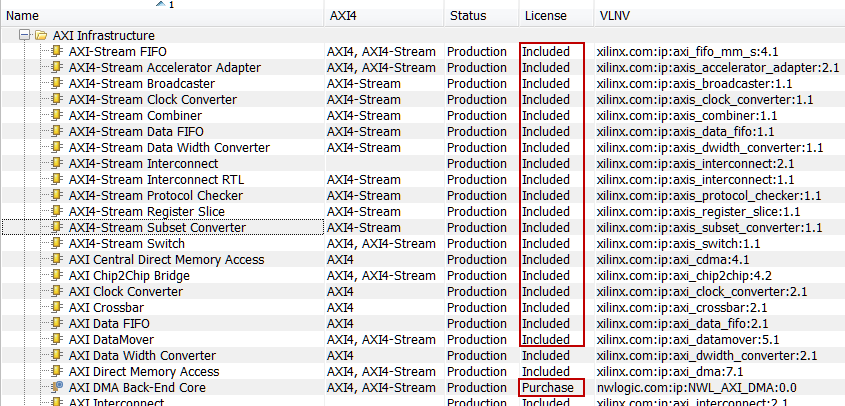 Name 1 AXI4 Status License VLNV
AXI Infrastructure
AXI-Stream FIFO AXI4, AXI4-Stream Production Included xilinx.com:ip:axi_fifo_mm_s:4.1
AXI4-Stream Accelerator Adapter AXI4, AXI4-Stream Production Included xilinx.com:ip:axis_accelerator_adapter:2.1
AXI4-Stream Broadcaster AXI4-Stream Production Included xilinx.com:ip:axis_broadcaster:1.1
AXI4-Stream Clock Converter AXI4-Stream Production Included xilinx.com:ip:axis_clock_converter:1.1
AXI4-Stream Combiner AXI4-Stream Production Included xilinx.com:ip:axis_combiner:1.1
AXI4-Stream Data FIFO AXI4-Stream Production Included xilinx.com:ip:axis_data_fifo:1.1
AXI4-Stream Data Width Converter AXI4-Stream Production Included xilinx.com:ip:axis_dwidth_converter:1.1
AXI4-Stream Interconnect Production Included xilinx.com:ip:axis_interconnect:2.1
AXI4-Stream Interconnect RTL AXI4-Stream Production Included xilinx.com:ip:axis_interconnect:1.1
AXI4-Stream Protocol Checker AXI4-Stream Production Included xilinx.com:ip:axis_protocol_checker:1.1
AXI4-Stream Register Slice AXI4-Stream Production Included xilinx.com:ip:axis_register_slice:1.1
AXI4-Stream Subset Converter AXI4-Stream Production Included xilinx.com:ip:axis_subset_converter:1.1
AXI4-Stream Switch AXI4, AXI4-Stream Production Included xilinx.com:ip:axis_switch:1.1
AXI Central Direct Memory Access AXI4 Production Included xilinx.com:ip:axi_cdma:4.1
AXI Chip2Chip Bridge AXI4, AXI4-Stream Production Included xilinx.com:ip:axi_chip2chip:4.2
AXI Clock Converter AXI4 Production Included xilinx.com:ip:axi_clock_converter:2.1
AXI Crossbar AXI4 Production Included xilinx.com:ip:axi_crossbar:2.1
AXI Data FIFO AXI4 Production Included xilinx.com:ip:axi_data_fifo:2.1
AXI DataMover AXI4, AXI4-Stream Production Included xilinx.com:ip:axi_datamover:5.1
AXI Data Width Converter AXI4 Production Included xilinx.com:ip:axi_dwidth_converter:2.1
AXI Direct Memory Access AXI4, AXI4-Stream Production Included xilinx.com:ip:axi_dma:7.1
AXI DMA Back-End Core AXI4, AXI4-Stream Production Purchase nwlogic.com:ip:NWL_AXI_DMA:0.0
AXI Interconnect Production Included xilinx.com:ip:axi_interconnect:2.1